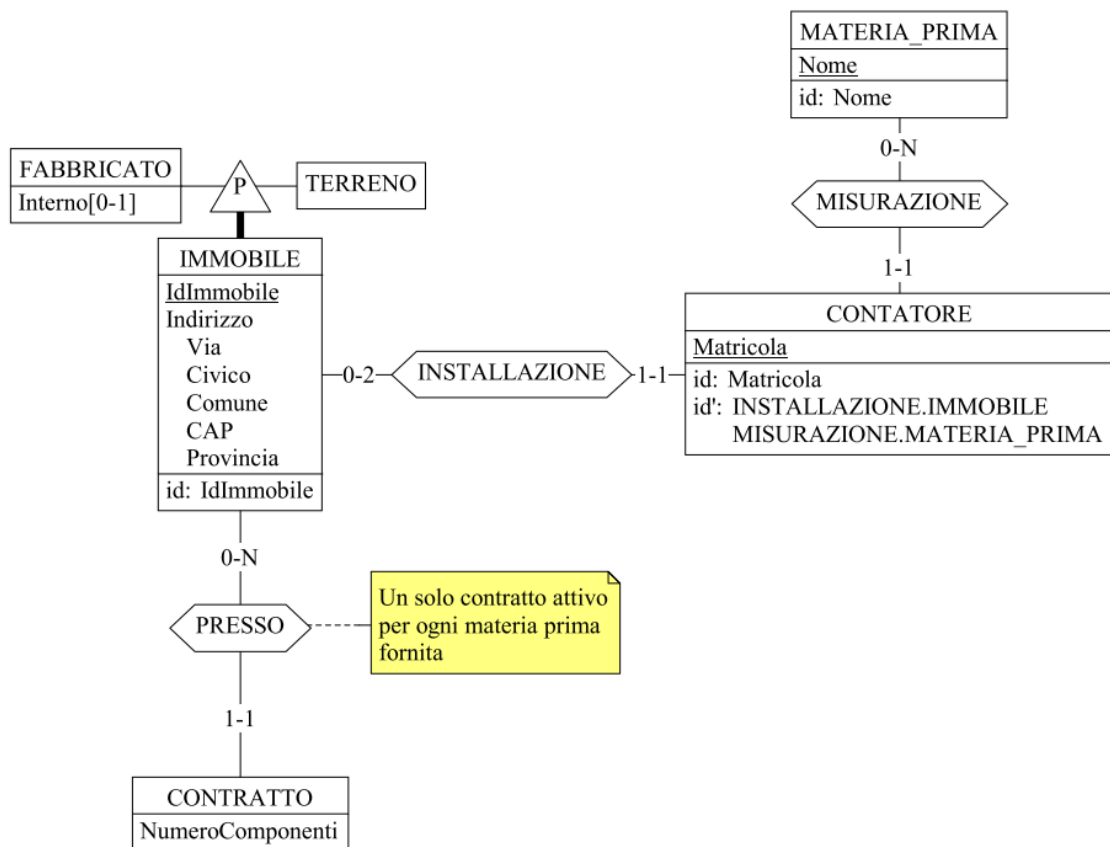 MATERIA_PRIMA
Nome
id: Nome
0-N
MISURAZIONE
1-1
FABBRICATO
Interno[0-1]
P
TERRENO
IMMOBILE
IdImmobile
Indirizzo
Via
Civico
Comune
CAP
Provincia
id: IdImmobile
0-2
INSTALLAZIONE
1-1
CONTATORE
Matricola
id: Matricola
id': INSTALLAZIONE.IMMOBILE
MISURAZIONE.MATERIA_PRIMA
0-N
PRESSO
Un solo contratto attivo
per ogni materia prima
fornita
1-1
CONTRATTO
NumeroComponenti